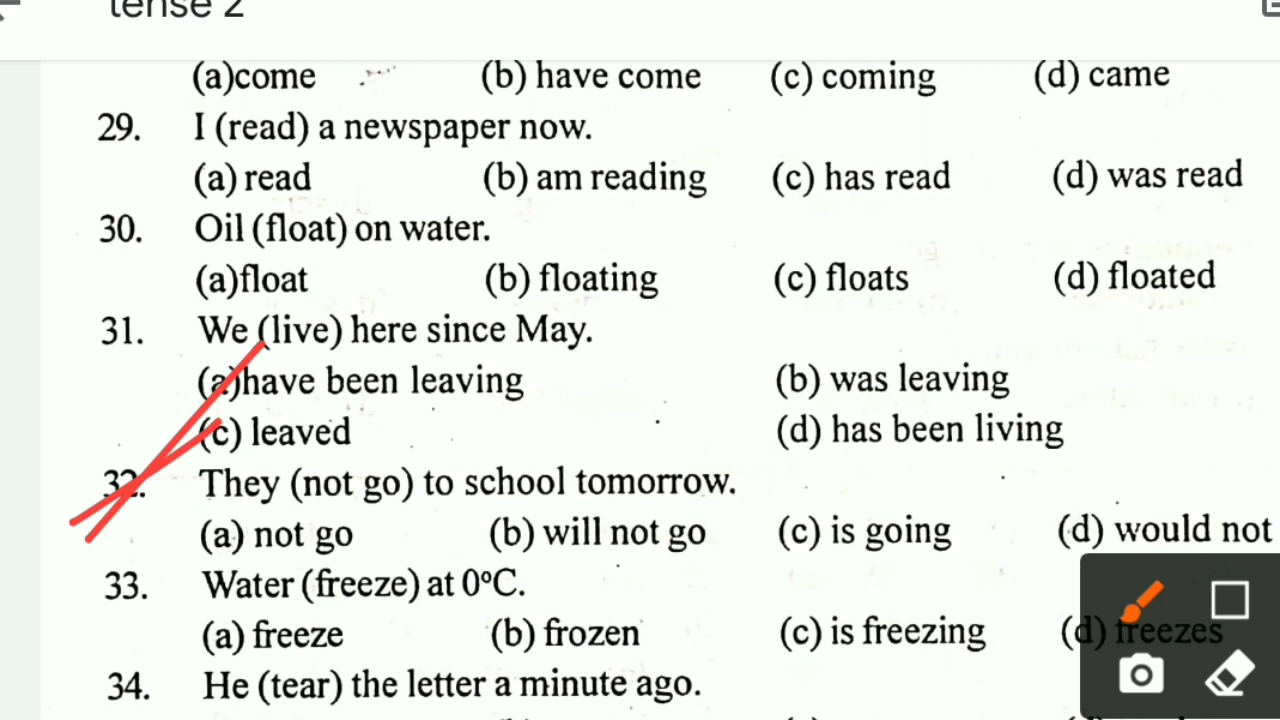 tense 2
(a)come (b) have come (c) coming (d) came
29. I (read) a newspaper now.
(a) read (b) am reading (c) has read (d) was read
30. Oil (float) on water.
(a)float (b) floating (c) floats (d) floated
31. We (live) here since May.
(a)have been leaving (b) was leaving
(c) leaved (d) has been living
32. They (not go) to school tomorrow.
(a) not go (b) will not go (c) is going (d) would not
33. Water (freeze) at 0°C.
(a) freeze (b) frozen (c) is freezing (d) freezes
34. He (tear) the letter a minute ago.